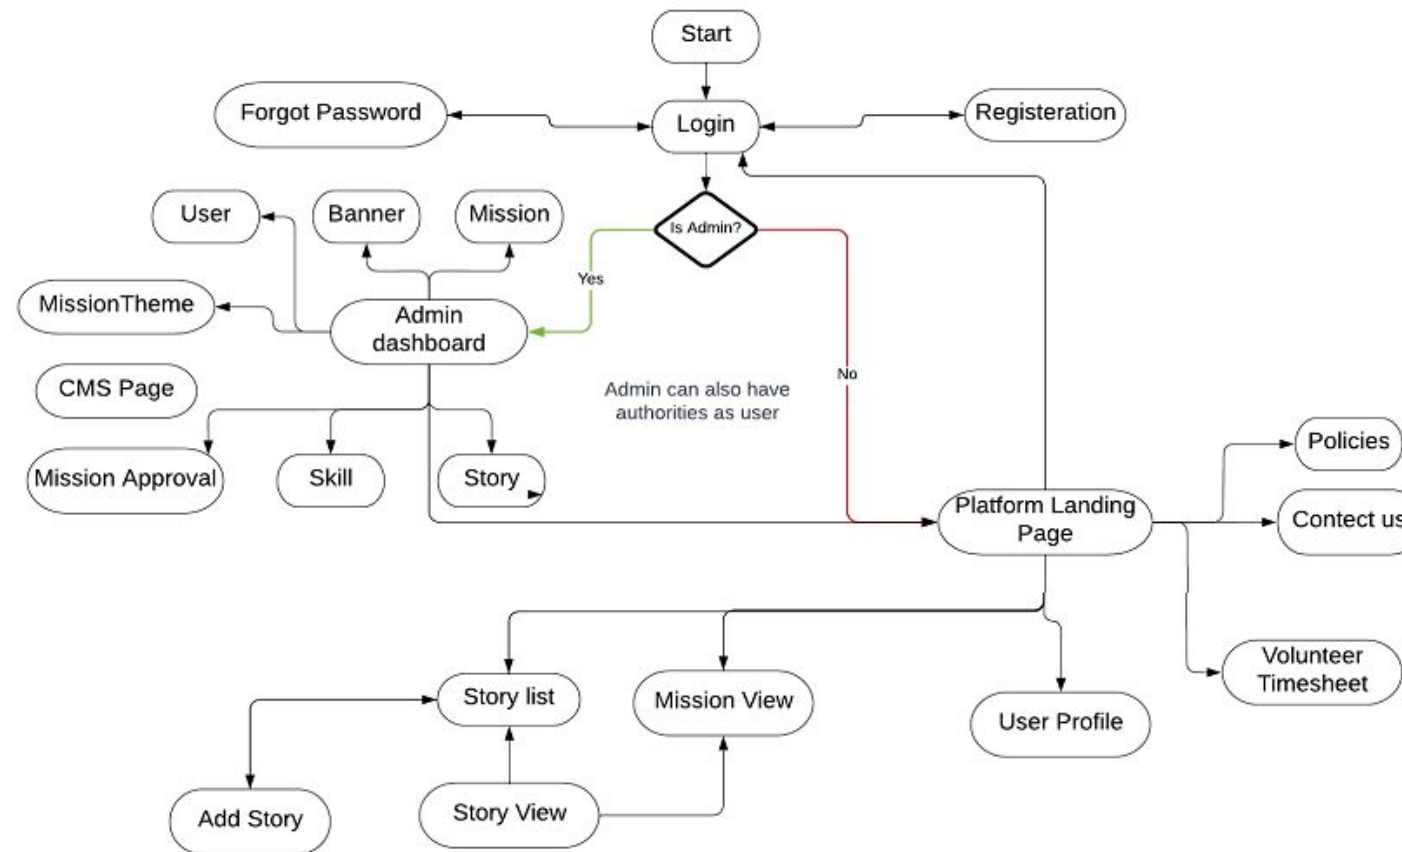 Start
Forgot Password
Login
Registeration
User
Banner
Mission
Is Admin?
Yes
MissionTheme
Admin
dashboard
CMS Page
No
Admin can also have
authorities as user
Mission Approval
Skill
Story
Policies
Platform Landing
Page
Contect us
Volunteer
Timesheet
Story list
Mission View
User Profile
Add Story
Story View